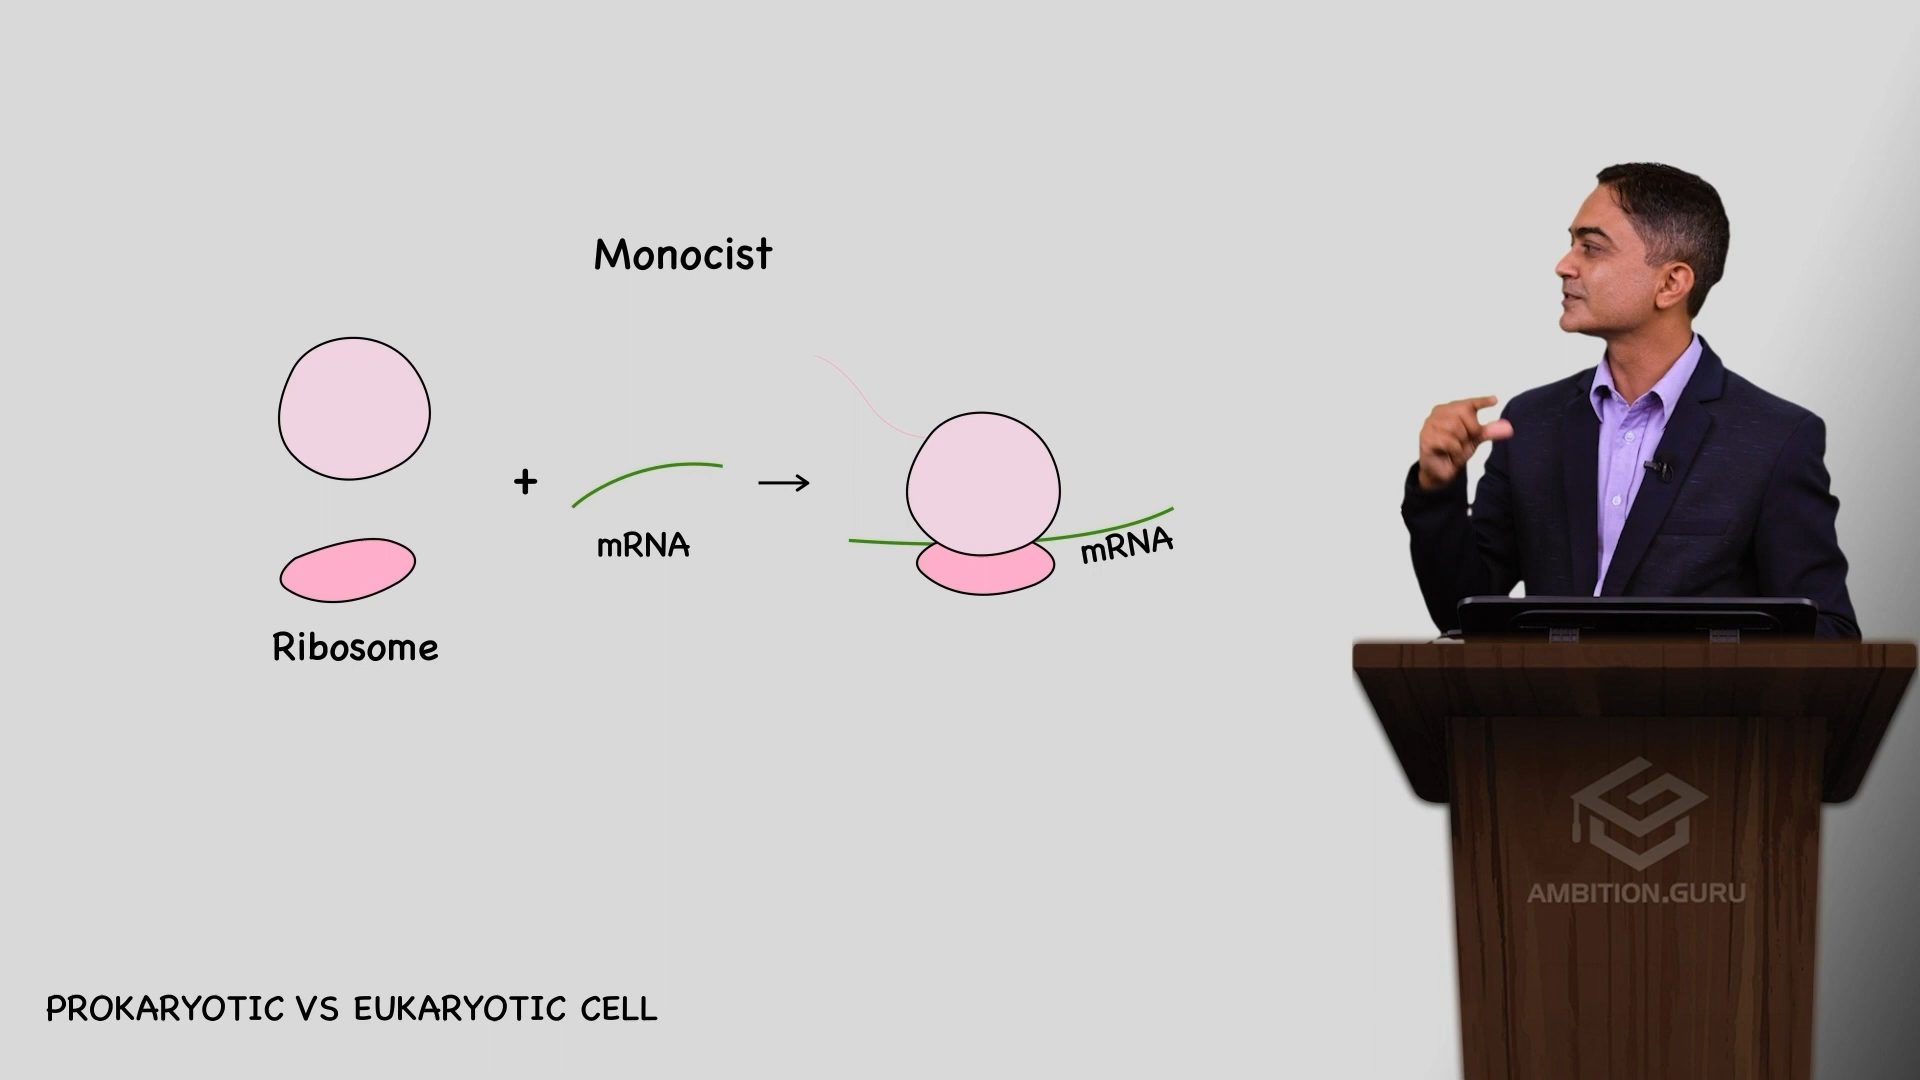 Monocist
+
mRNA
mRNA
Ribosome
AMBITION.GURU
PROKARYOTIC VS EUKARYOTIC CELL